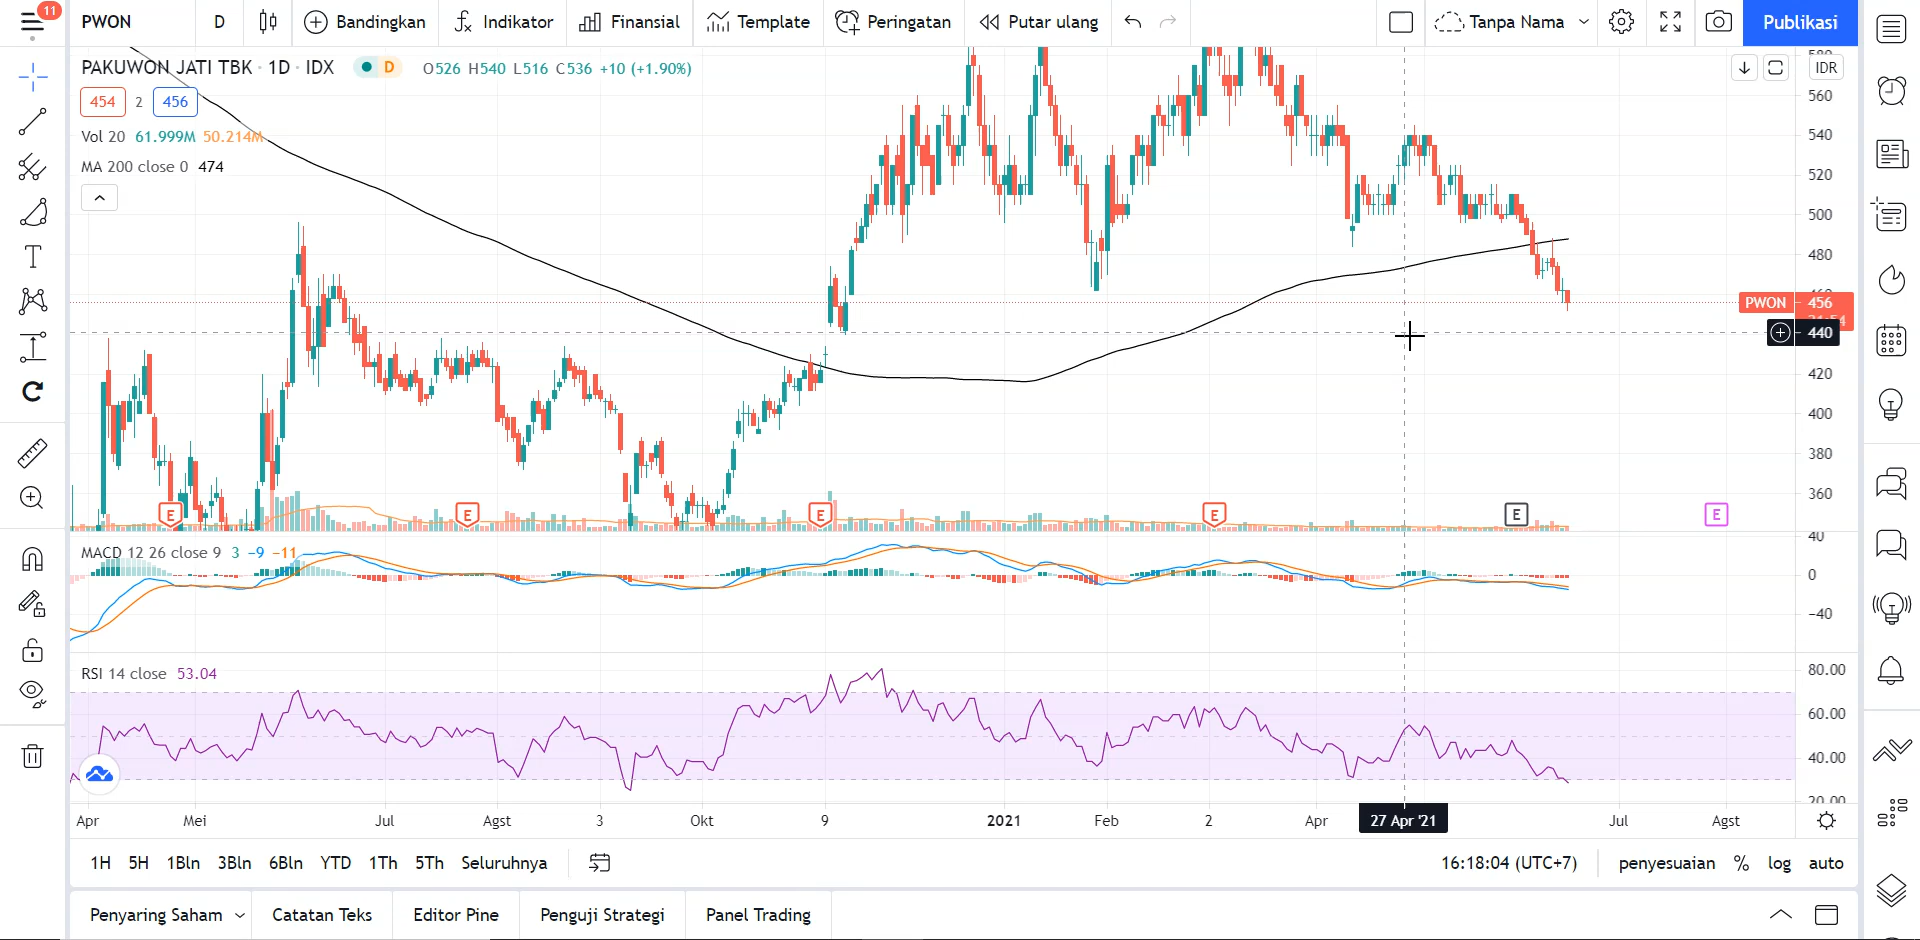 11
PWON D Bandingkan Indikator Finansial Template Peringatan Putar ulang Tanpa Nama Publikasi
PAKUWON JATI TBK · 1D · IDX D O526 H540 L516 C536 +10 (+1.90%)
IDR
454 2 456
Vol 20 61.999M 50.214M
MA 200 close 0 474
560
540
520
500
480
PWON 456
440
420
400
380
360
E E E E E E
MACD 12 26 close 9 3 −9 −11
40
0
−40
RSI 14 close 53.04
80.00
60.00
40.00
20.00
Apr Mei Jul Agst 3 Okt 9 2021 Feb 2 Apr 27 Apr '21 Jul Agst
1H 5H 1Bln 3Bln 6Bln YTD 1Th 5Th Seluruhnya 16:18:04 (UTC+7) penyesuaian % log auto
Penyaring Saham Catatan Teks Editor Pine Penguji Strategi Panel Trading